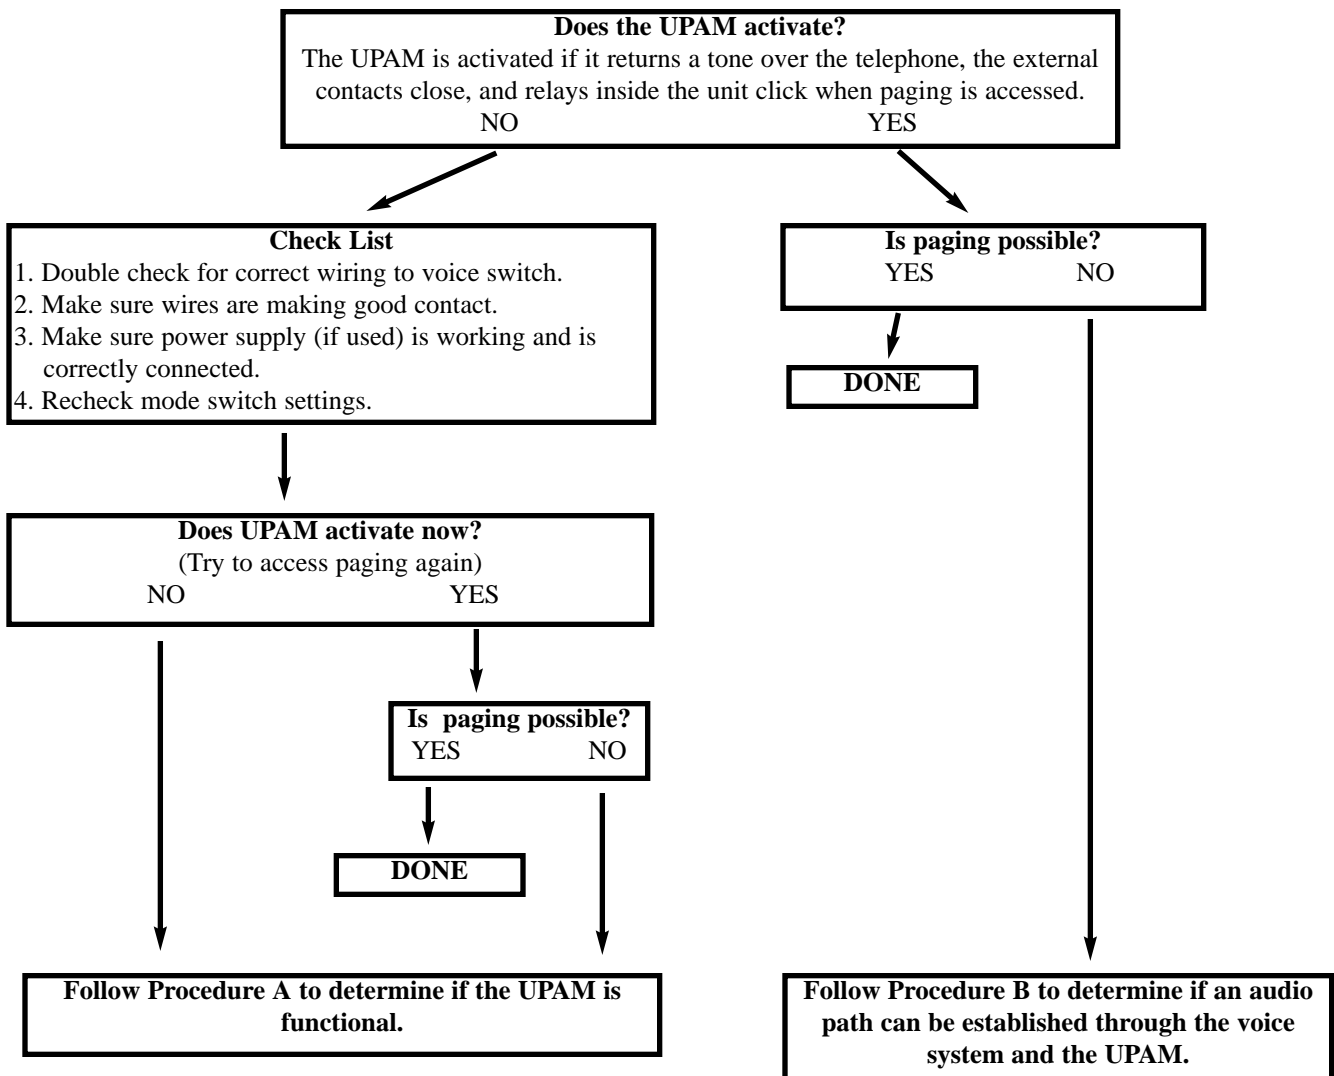 Does the UPAM activate?
The UPAM is activated if it returns a tone over the telephone, the external
contacts close, and relays inside the unit click when paging is accessed.
NO YES
Check List
1. Double check for correct wiring to voice switch.
2. Make sure wires are making good contact.
3. Make sure power supply (if used) is working and is
correctly connected.
4. Recheck mode switch settings.
Is paging possible?
YES NO
DONE
Does UPAM activate now?
(Try to access paging again)
NO YES
Is paging possible?
YES NO
DONE
Follow Procedure A to determine if the UPAM is
functional.
Follow Procedure B to determine if an audio
path can be established through the voice
system and the UPAM.